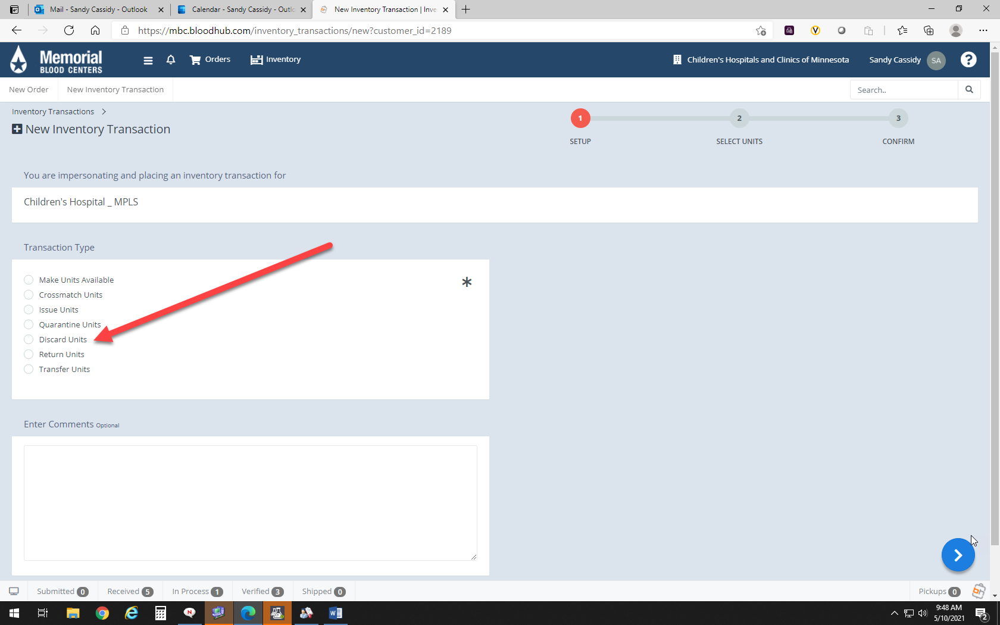 Mail - Sandy Cassidy - Outlook
Calendar - Sandy Cassidy - Outlo
New Inventory Transaction | Inve
https://mbc.bloodhub.com/inventory_transactions/new?customer_id=2189
Memorial
BLOOD CENTERS
Orders
Inventory
Children's Hospitals and Clinics of Minnesota
Sandy Cassidy
SA
?
New Order
New Inventory Transaction
Search..
Inventory Transactions
New Inventory Transaction
1
2
3
SETUP
SELECT UNITS
CONFIRM
You are impersonating and placing an inventory transaction for
Children's Hospital _ MPLS
Transaction Type
*
Make Units Available
Crossmatch Units
Issue Units
Quarantine Units
Discard Units
Return Units
Transfer Units
Enter Comments Optional
Submitted 0
Received 5
In Process 1
Verified 3
Shipped 0
Pickups 0
9:48 AM
5/10/2021
2